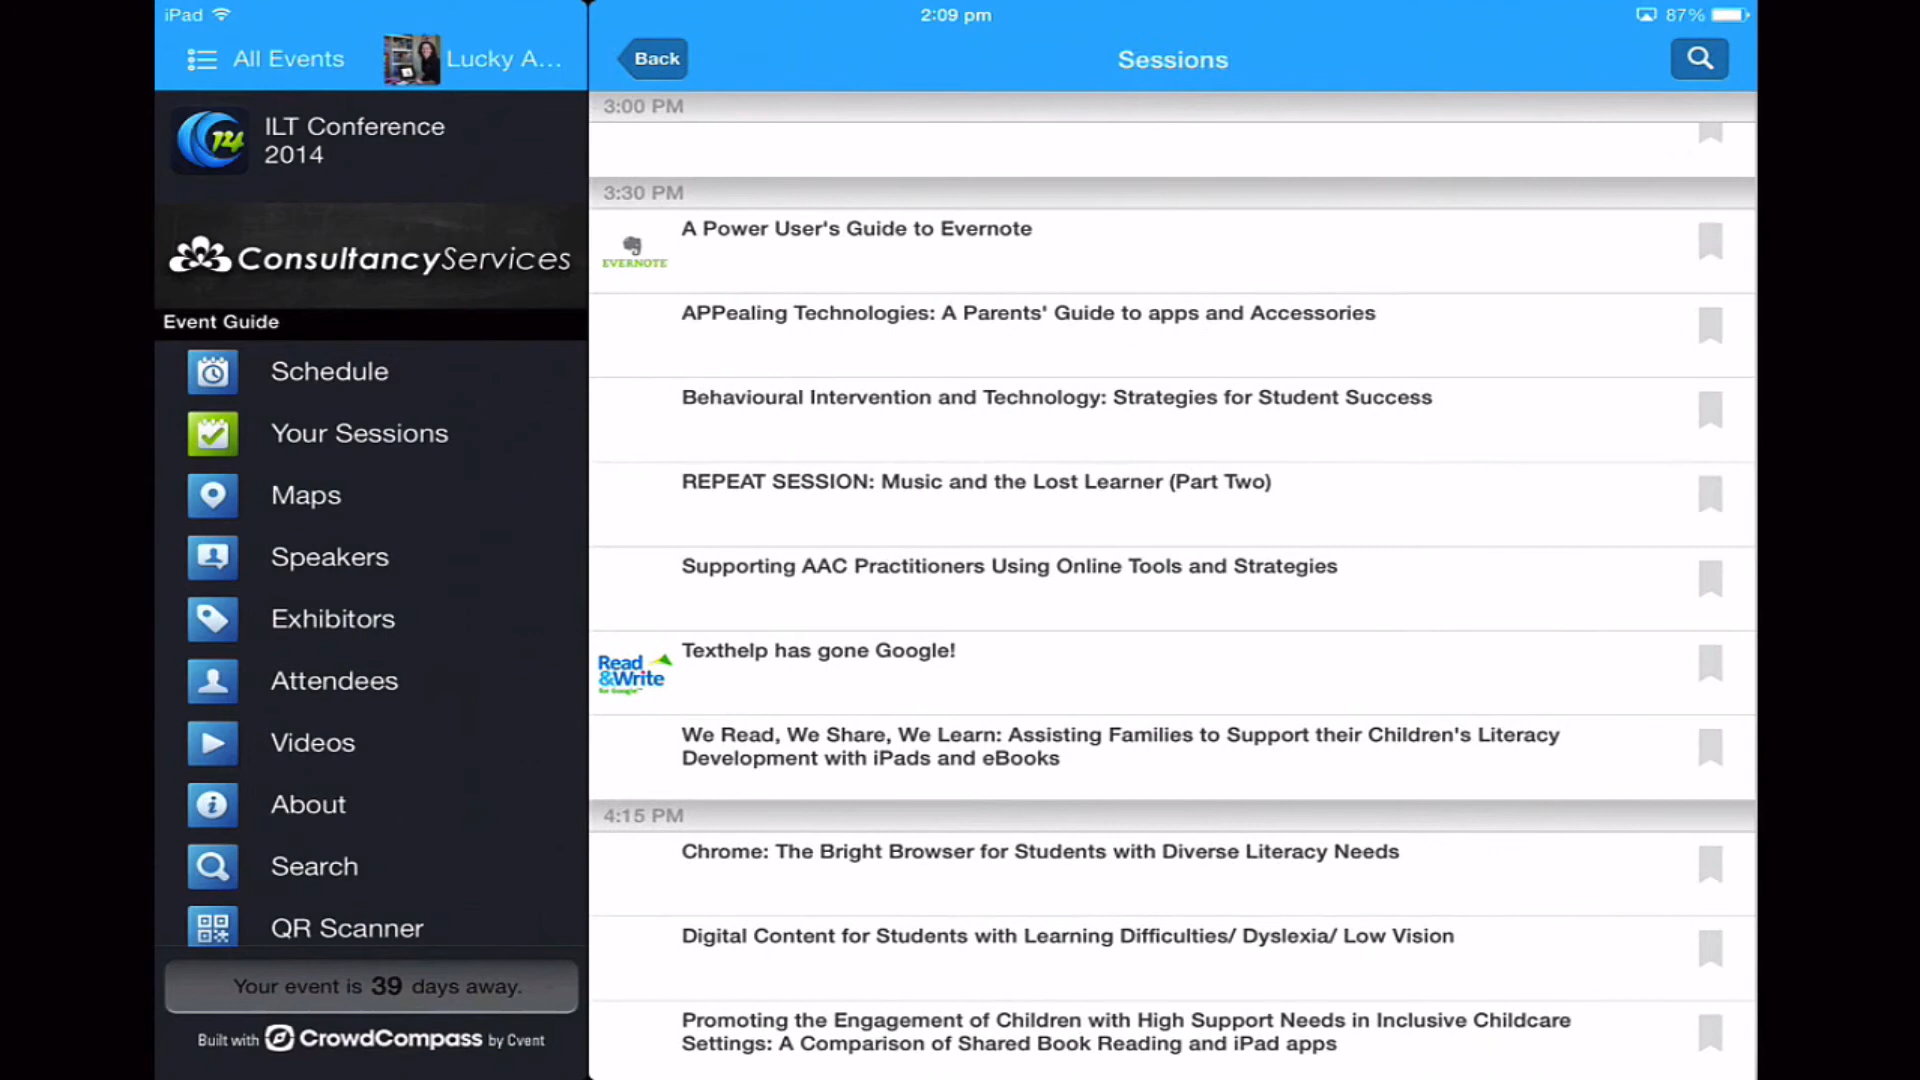 iPad
2:09 pm
87%
All Events
Lucky A...
Back
Sessions
ILT Conference
2014
ConsultancyServices
Event Guide
Schedule
Your Sessions
Maps
Speakers
Exhibitors
Attendees
Videos
About
Search
QR Scanner
Your event is 39 days away.
Built with CrowdCompass by Cvent
3:00 PM
3:30 PM
A Power User's Guide to Evernote
EVERNOTE
APPealing Technologies: A Parents' Guide to apps and Accessories
Behavioural Intervention and Technology: Strategies for Student Success
REPEAT SESSION: Music and the Lost Learner (Part Two)
Supporting AAC Practitioners Using Online Tools and Strategies
Texthelp has gone Google!
Read
&Write
for Google™
We Read, We Share, We Learn: Assisting Families to Support their Children's Literacy
Development with iPads and eBooks
4:15 PM
Chrome: The Bright Browser for Students with Diverse Literacy Needs
Digital Content for Students with Learning Difficulties/ Dyslexia/ Low Vision
Promoting the Engagement of Children with High Support Needs in Inclusive Childcare
Settings: A Comparison of Shared Book Reading and iPad apps